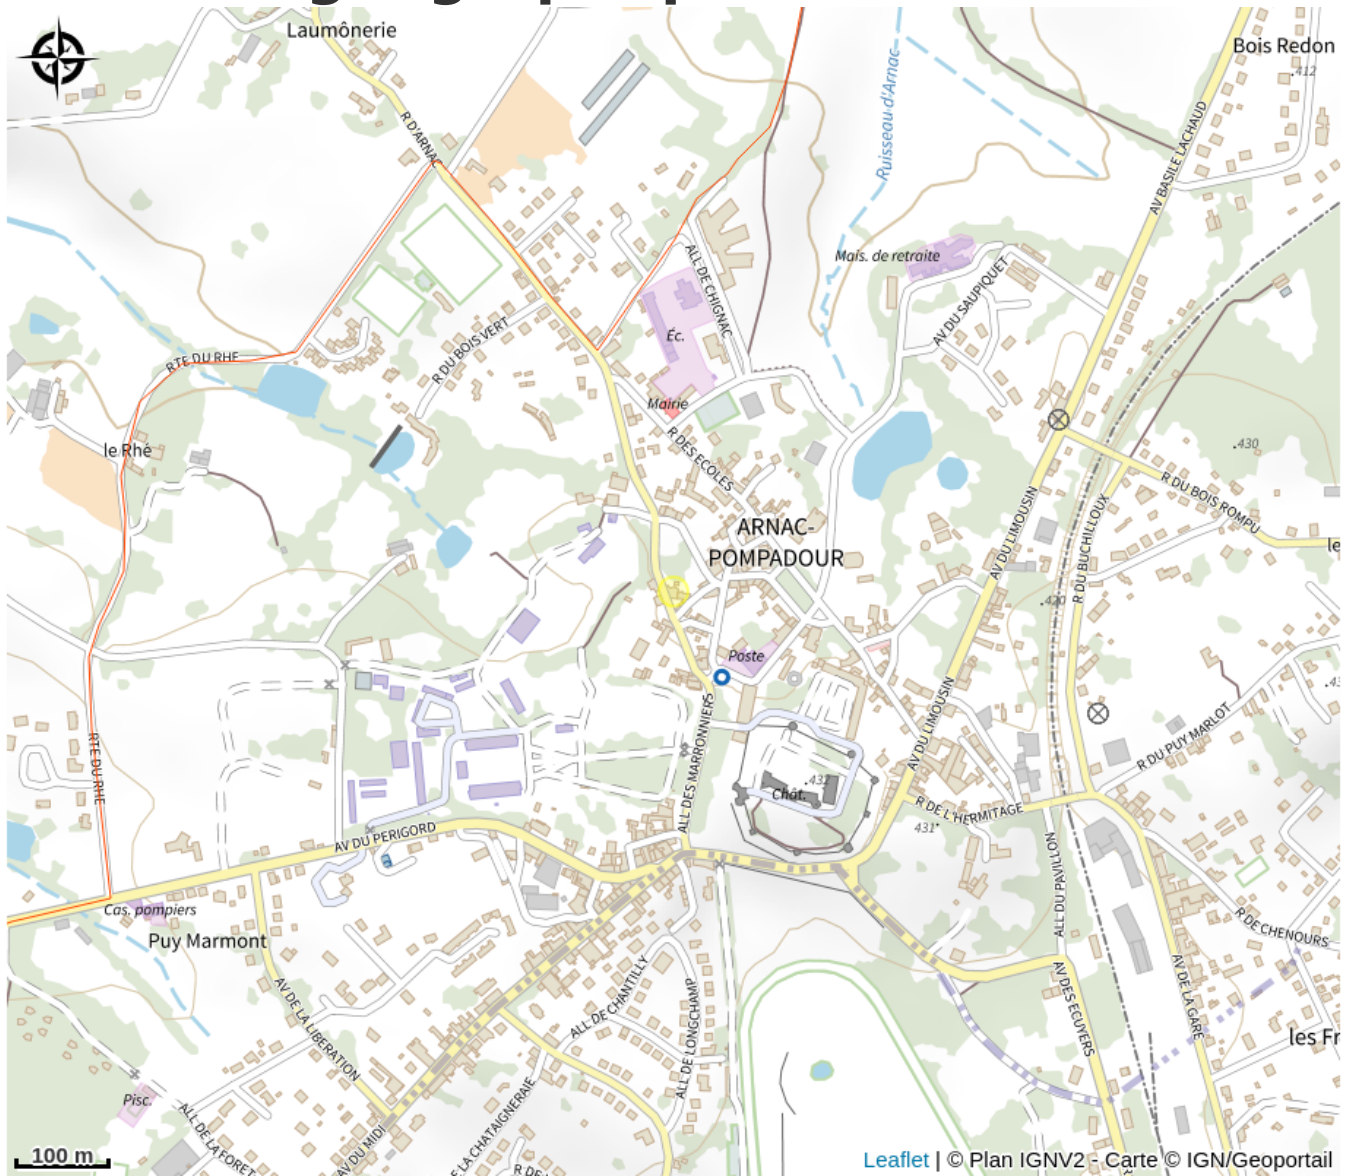 Laumônerie
Bois Redon
.412
R D'ARNAC
Ruisseau d'Arnac
AV BASILE LACHAUD
Mais. de retraite
ALL DE CHIGNAC
AV DU SAUPIQUET
Éc.
R DU BOIS VERT
RTE DU RHE
Mairie
R DES ECOLES
le Rhé
.430
R DU BOIS ROMPU
AV DU LIMOUSIN
R DU BUCHILLOUX
ARNAC-
POMPADOUR
le
.420
Poste
RTE DU RHE
ALL DES MARRONNIERS
AV DU LIMOUSIN
R DU PUY MARLOT
.432
Chât.
R DE L'HERMITAGE
431.
AV DU PERIGORD
ALL DU PAVILLON
Cas. pompiers
Puy Marmont
R DE CHENOURS
AV DE LA LIBERATION
ALL DE CHANTILLY
ALL DE LONGCHAMP
AV DES ECUYERS
AV DE LA GARE
les Fr
Pisc.
ALL DE LA FORET
AV DU MIDI
E LA CHATAIGNERAIE
R DE
100 m
Leaflet | © Plan IGNV2 - Carte © IGN/Geoportail